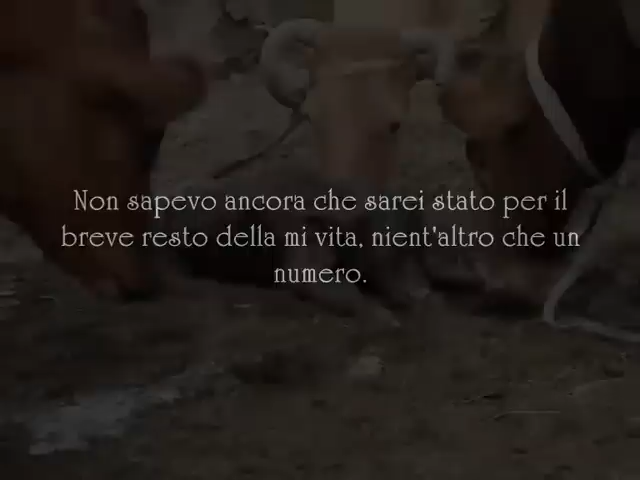 Non sapevo ancora che sarei stato per il
breve resto della mi vita, nient'altro che un
numero.